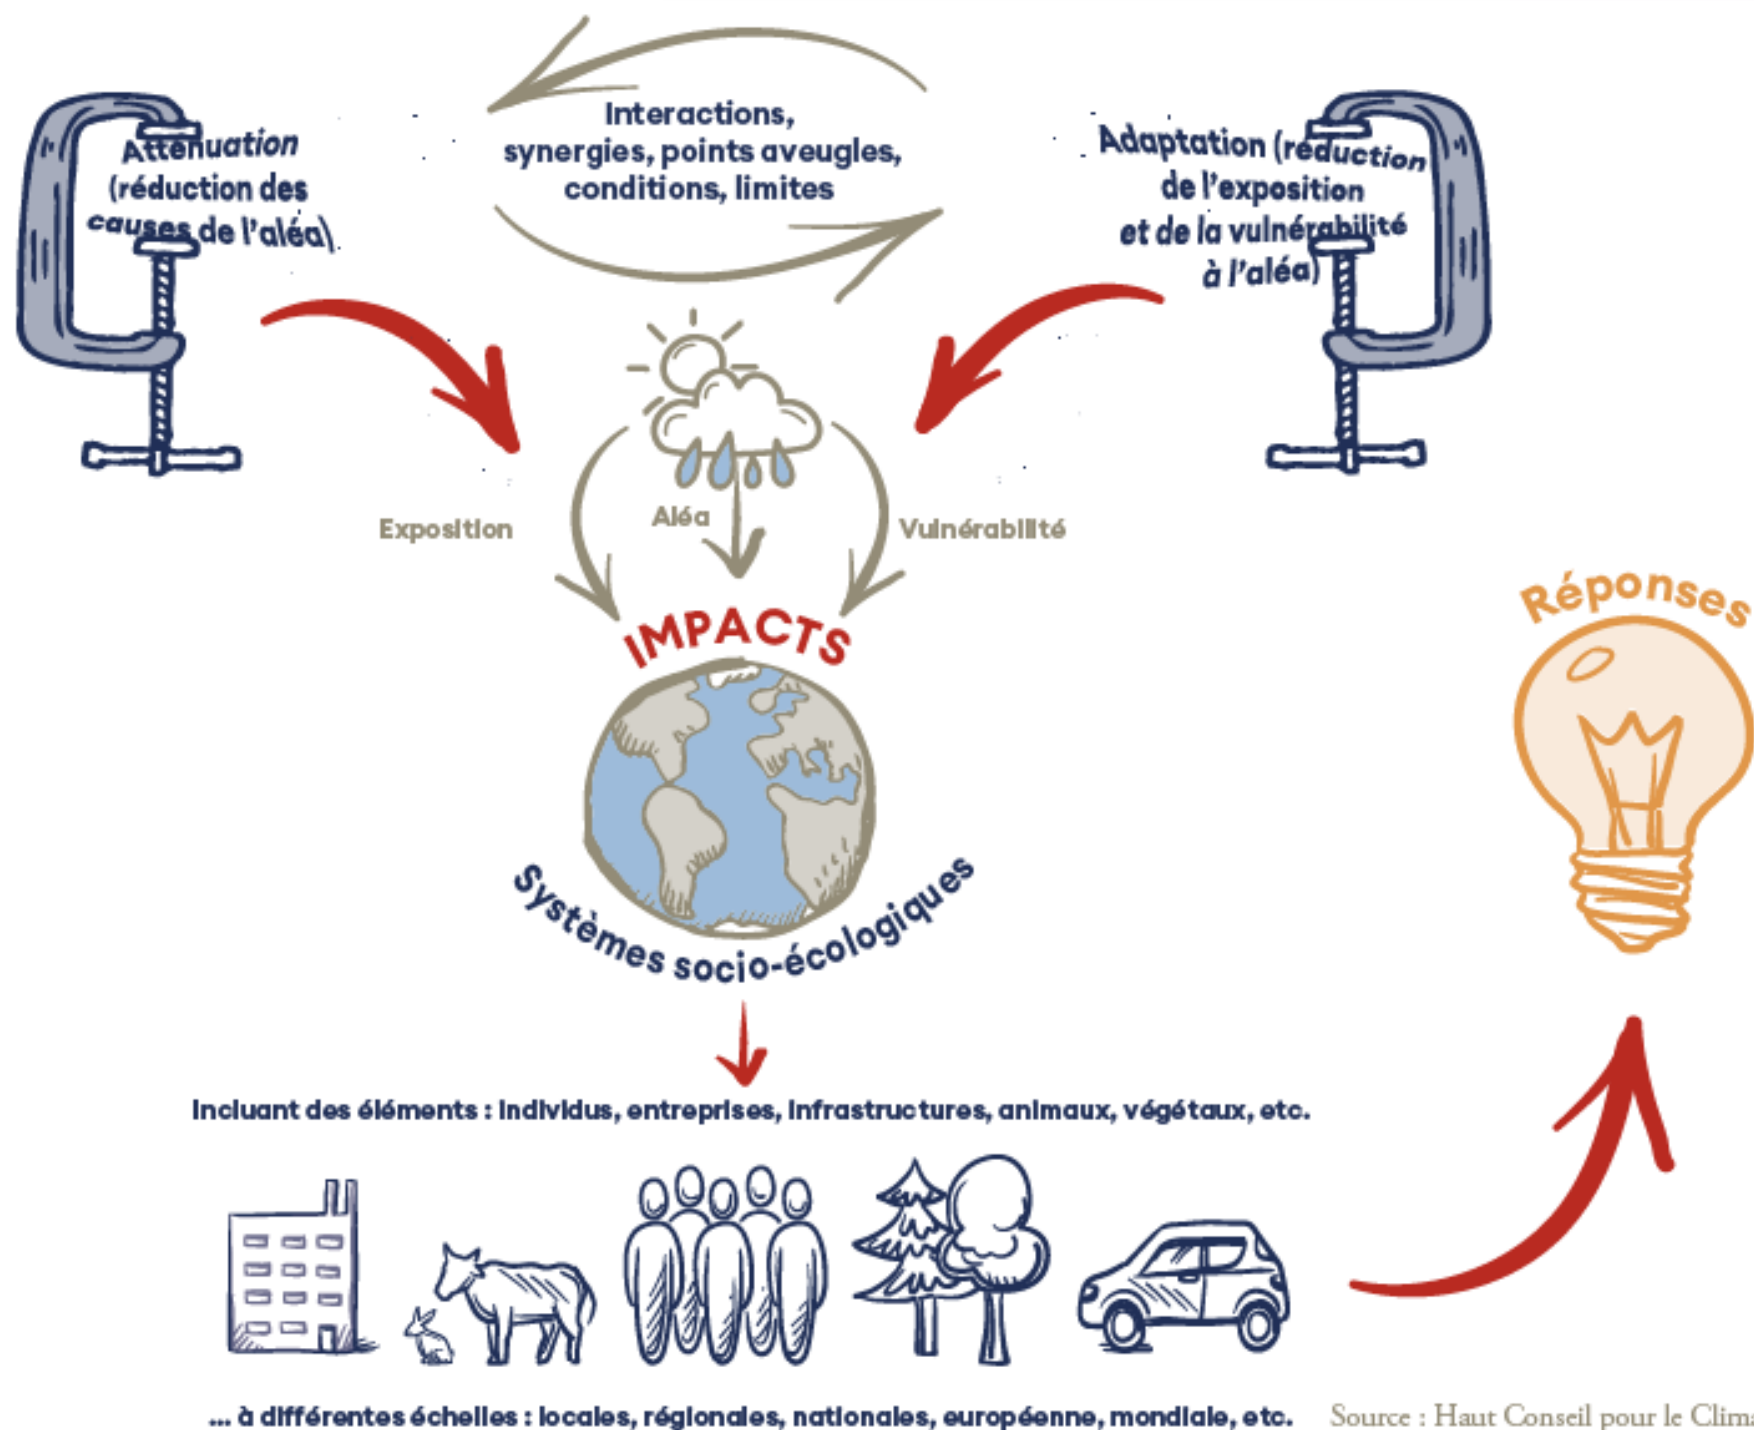 Interactions,
synergies, points aveugles,
conditions, limites
Atténuation
(réduction des
causes de l'aléa)
Adaptation (réduction
de l'exposition
et de la vulnérabilité
à l'aléa)
Exposition
Aléa
Vulnérabilité
IMPACTS
Réponses
Systèmes socio-écologiques
Incluant des éléments : individus, entreprises, infrastructures, animaux, végétaux, etc.
... à différentes échelles : locales, régionales, nationales, européenne, mondiale, etc.
Source : Haut Conseil pour le Clima